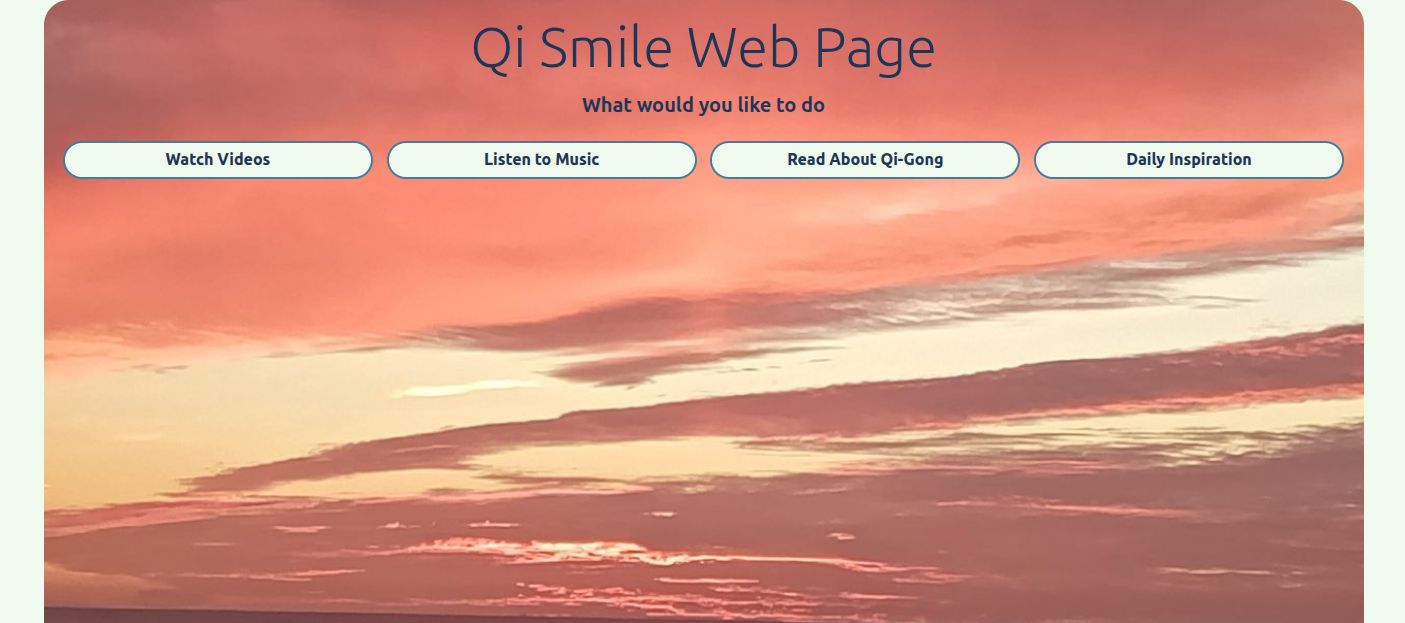 Qi Smile Web Page
What would you like to do
Watch Videos
Listen to Music
Read About Qi-Gong
Daily Inspiration